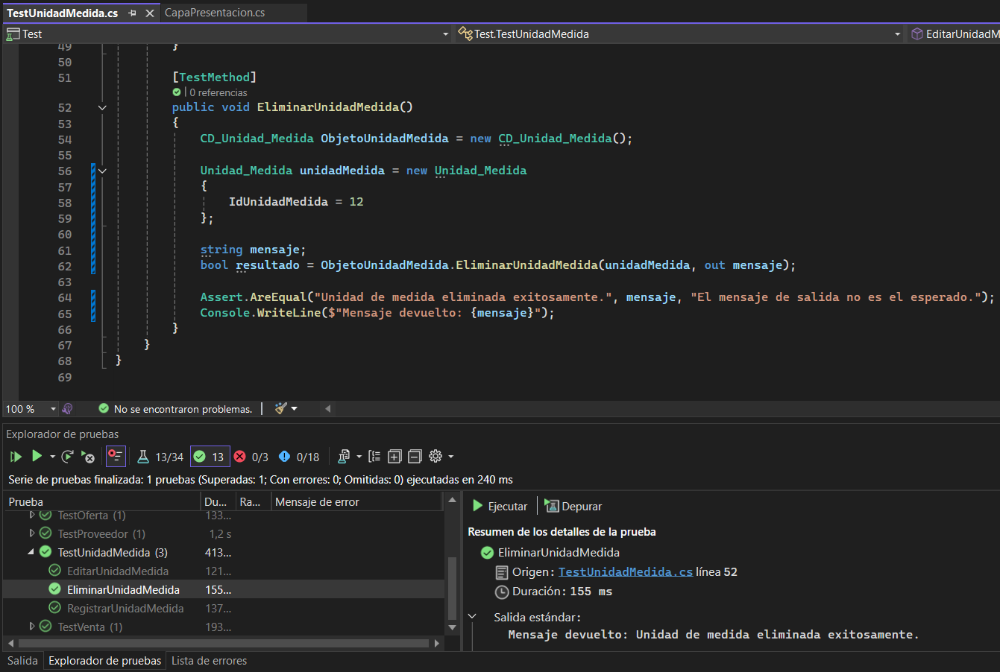 TestUnidadMedida.cs
CapaPresentacion.cs
Test
Test.TestUnidadMedida
EditarUnidadM
49 }
50
51 [TestMethod]
| 0 referencias
52 public void EliminarUnidadMedida()
53 {
54 CD_Unidad_Medida ObjetoUnidadMedida = new CD_Unidad_Medida();
55
56 Unidad_Medida unidadMedida = new Unidad_Medida
57 {
58 IdUnidadMedida = 12
59 };
60
61 string mensaje;
62 bool resultado = ObjetoUnidadMedida.EliminarUnidadMedida(unidadMedida, out mensaje);
63
64 Assert.AreEqual("Unidad de medida eliminada exitosamente.", mensaje, "El mensaje de salida no es el esperado.");
65 Console.WriteLine($"Mensaje devuelto: {mensaje}");
66 }
67 }
68 }
69
100 % No se encontraron problemas.
Explorador de pruebas
13/34 13 0/3 0/18
Serie de pruebas finalizada: 1 pruebas (Superadas: 1; Con errores: 0; Omitidas: 0) ejecutadas en 240 ms
Prueba Du... Ra... Mensaje de error
TestOferta (1) 133...
TestProveedor (1) 1,2 s
TestUnidadMedida (3) 413...
EditarUnidadMedida 121...
EliminarUnidadMedida 155...
RegistrarUnidadMedida 137...
TestVenta (1) 193...
Ejecutar Depurar
Resumen de los detalles de la prueba
EliminarUnidadMedida
Origen: TestUnidadMedida.cs línea 52
Duración: 155 ms
Salida estándar:
Mensaje devuelto: Unidad de medida eliminada exitosamente.
Salida Explorador de pruebas Lista de errores